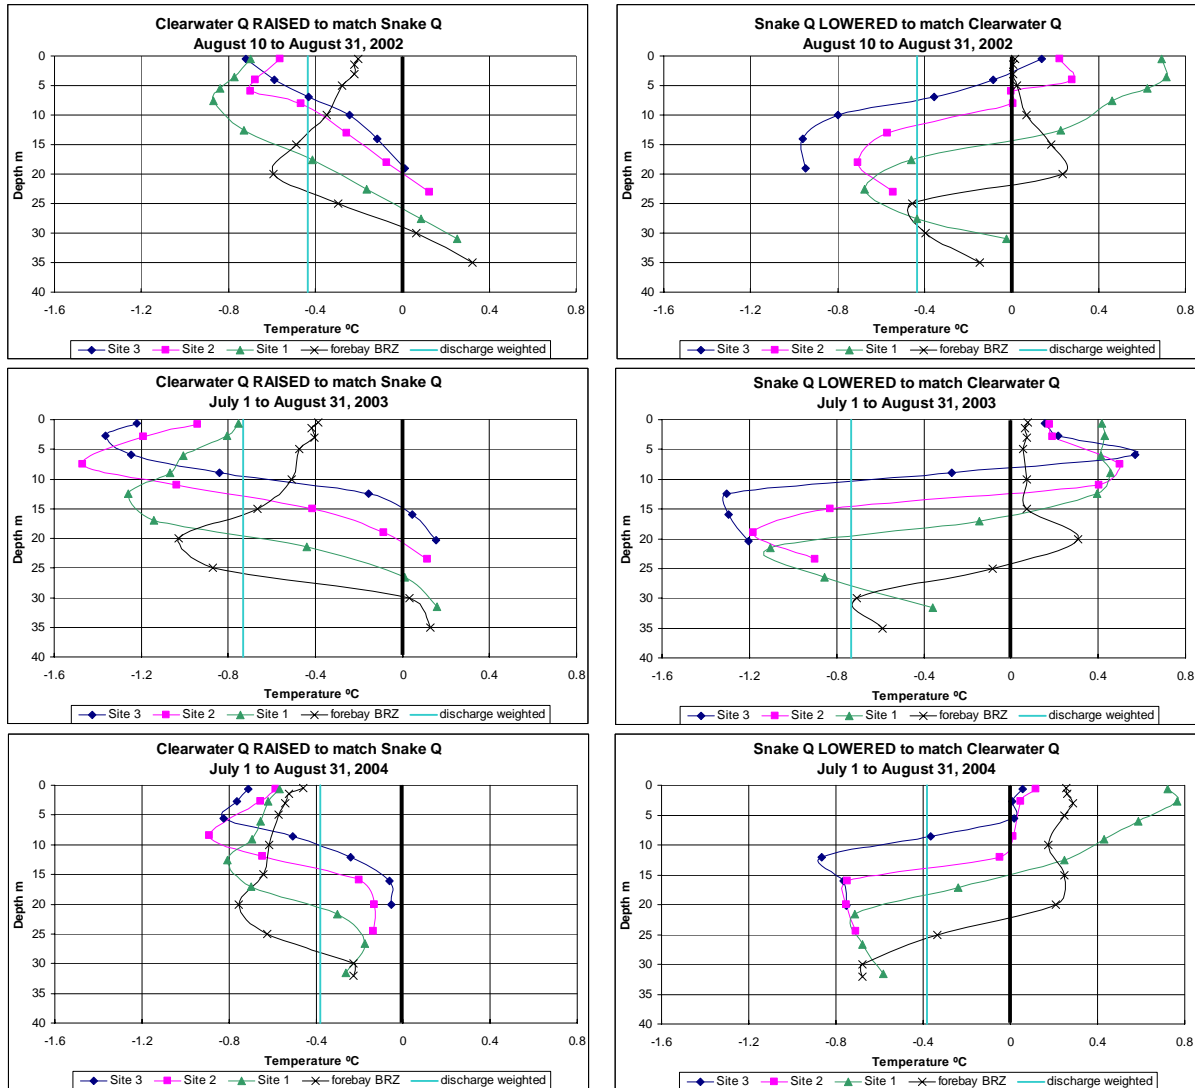 Clearwater Q RAISED to match Snake Q
August 10 to August 31, 2002
0
5
10
15
20
25
30
35
40
Depth m
-1.6 -1.2 -0.8 -0.4 0 0.4 0.8
Temperature ºC
Site 3 Site 2 Site 1 forebay BRZ discharge weighted
Snake Q LOWERED to match Clearwater Q
August 10 to August 31, 2002
0
5
10
15
20
25
30
35
40
Depth m
-1.6 -1.2 -0.8 -0.4 0 0.4 0.8
Temperature ºC
Site 3 Site 2 Site 1 forebay BRZ discharge weighted
Clearwater Q RAISED to match Snake Q
July 1 to August 31, 2003
0
5
10
15
20
25
30
35
40
Depth m
-1.6 -1.2 -0.8 -0.4 0 0.4 0.8
Temperature ºC
Site 3 Site 2 Site 1 forebay BRZ discharge weighted
Snake Q LOWERED to match Clearwater Q
July 1 to August 31, 2003
0
5
10
15
20
25
30
35
40
Depth m
-1.6 -1.2 -0.8 -0.4 0 0.4 0.8
Temperature ºC
Site 3 Site 2 Site 1 forebay BRZ discharge weighted
Clearwater Q RAISED to match Snake Q
July 1 to August 31, 2004
0
5
10
15
20
25
30
35
40
Depth m
-1.6 -1.2 -0.8 -0.4 0 0.4 0.8
Temperature ºC
Site 3 Site 2 Site 1 forebay BRZ discharge weighted
Snake Q LOWERED to match Clearwater Q
July 1 to August 31, 2004
0
5
10
15
20
25
30
35
40
Depth m
-1.6 -1.2 -0.8 -0.4 0 0.4 0.8
Temperature ºC
Site 3 Site 2 Site 1 forebay BRZ discharge weighted